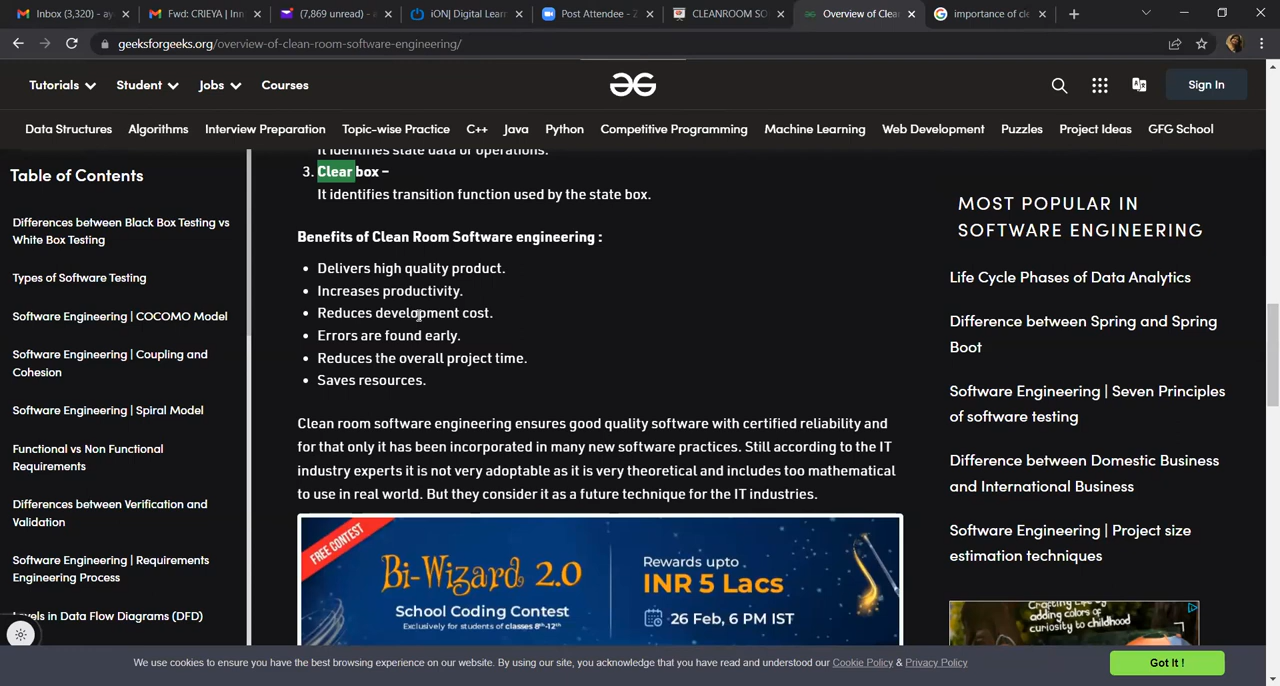 Inbox (3,320) - ay
Fwd: CRIEYA | Inn
(7,869 unread) - a
iON| Digital Lear
Post Attendee - Z
CLEANROOM SO
Overview of Clea
importance of cle
geeksforgeeks.org/overview-of-clean-room-software-engineering/
Tutorials
Student
Jobs
Courses
Sign In
Data Structures
Algorithms
Interview Preparation
Topic-wise Practice
C++
Java
Python
Competitive Programming
Machine Learning
Web Development
Puzzles
Project Ideas
GFG School
Table of Contents
Differences between Black Box Testing vs
White Box Testing
Types of Software Testing
Software Engineering | COCOMO Model
Software Engineering | Coupling and
Cohesion
Software Engineering | Spiral Model
Functional vs Non Functional
Requirements
Differences between Verification and
Validation
Software Engineering | Requirements
Engineering Process
Levels in Data Flow Diagrams (DFD)
It identifies state data or operations.
3. Clear box –
It identifies transition function used by the state box.
Benefits of Clean Room Software engineering :
• Delivers high quality product.
• Increases productivity.
• Reduces development cost.
• Errors are found early.
• Reduces the overall project time.
• Saves resources.
Clean room software engineering ensures good quality software with certified reliability and
for that only it has been incorporated in many new software practices. Still according to the IT
industry experts it is not very adoptable as it is very theoretical and includes too mathematical
to use in real world. But they consider it as a future technique for the IT industries.
FREE CONTEST
Bi-Wizard 2.0
School Coding Contest
Exclusively for students of classes 8th-12th
Rewards upto
INR 5 Lacs
26 Feb, 6 PM IST
MOST POPULAR IN
SOFTWARE ENGINEERING
Life Cycle Phases of Data Analytics
Difference between Spring and Spring
Boot
Software Engineering | Seven Principles
of software testing
Difference between Domestic Business
and International Business
Software Engineering | Project size
estimation techniques
Crafting tips by
adding colors of
curiosity to childhood
We use cookies to ensure you have the best browsing experience on our website. By using our site, you acknowledge that you have read and understood our Cookie Policy & Privacy Policy
Got It !